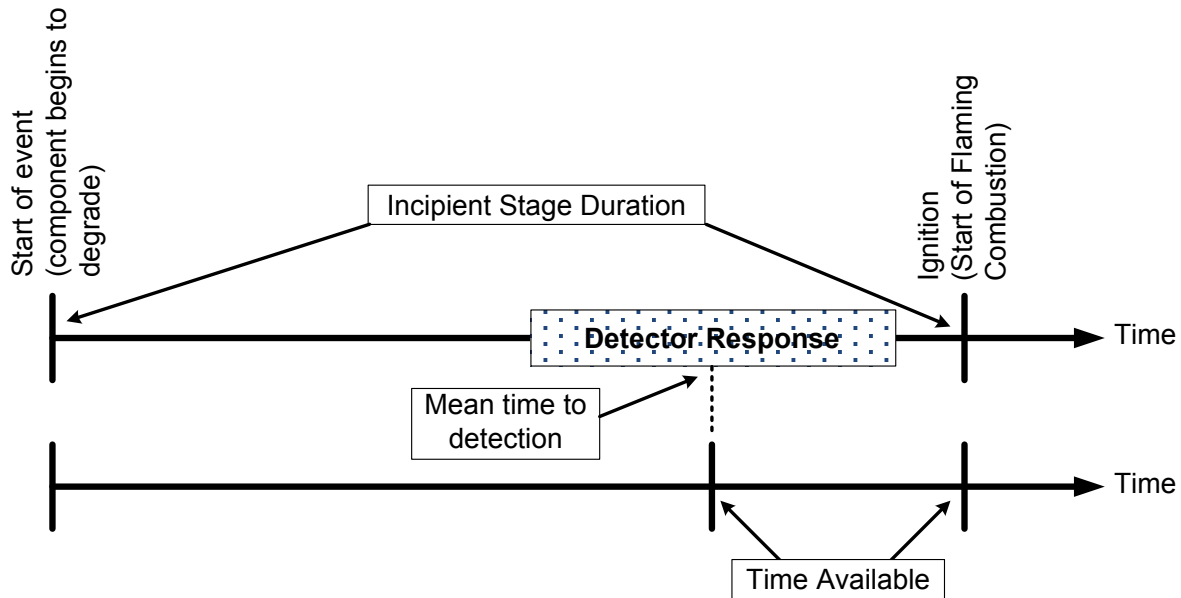 Start of event
(component begins to
degrade)
Incipient Stage Duration
Ignition
(Start of Flaming
Combustion)
Detector Response
Time
Mean time to
detection
Time
Time Available